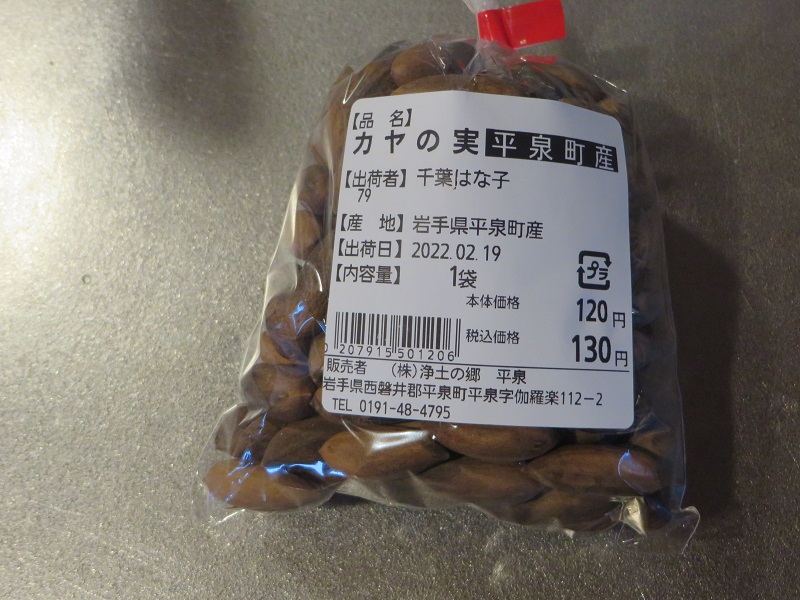 【品 名】
カヤの実 平泉町産
【出荷者】千葉はな子
79
【産 地】岩手県平泉町産
【出荷日】2022.02.19
【内容量】 1袋
プラ
本体価格 120円
税込価格 130円
0 207915 501206
販売者 (株)浄土の郷 平泉
岩手県西磐井郡平泉町平泉字伽羅楽112-2
TEL 0191-48-4795